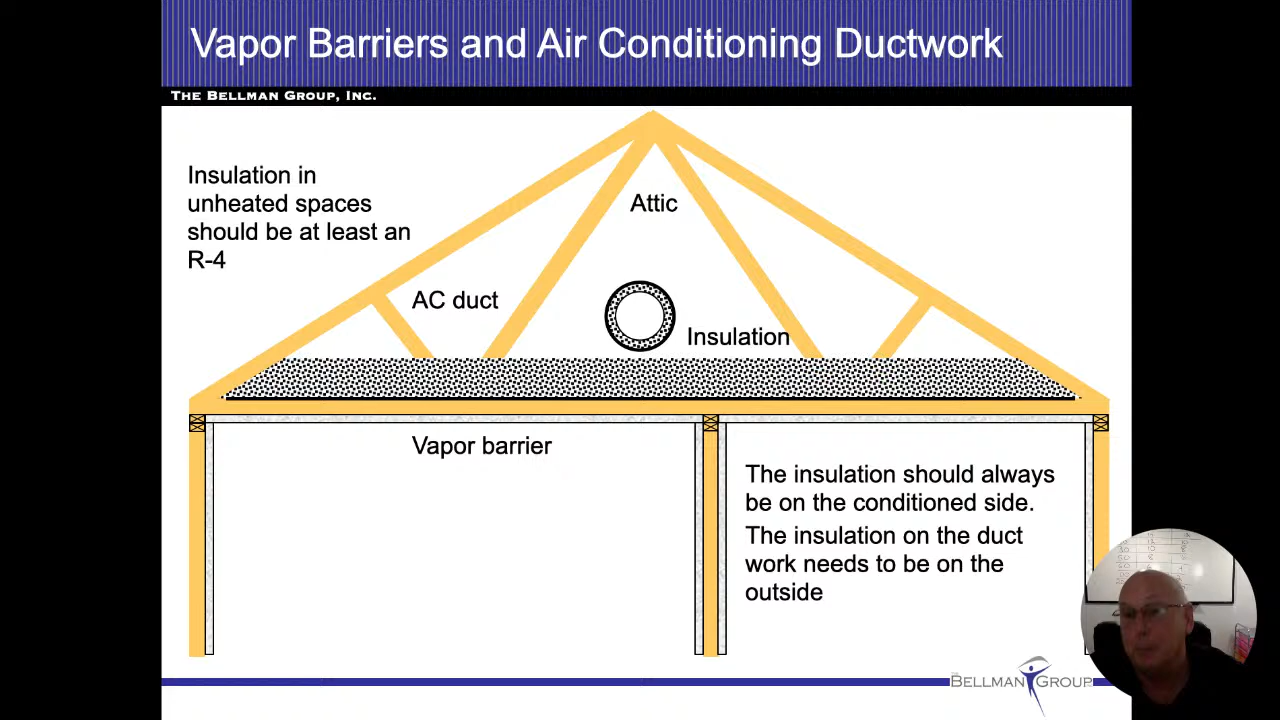 Vapor Barriers and Air Conditioning Ductwork
THE BELLMAN GROUP, INC.
Insulation in
unheated spaces
should be at least an
R-4
Attic
AC duct
Insulation
Vapor barrier
The insulation should always
be on the conditioned side.
The insulation on the duct
work needs to be on the
outside
THE
BELLMAN GROUP